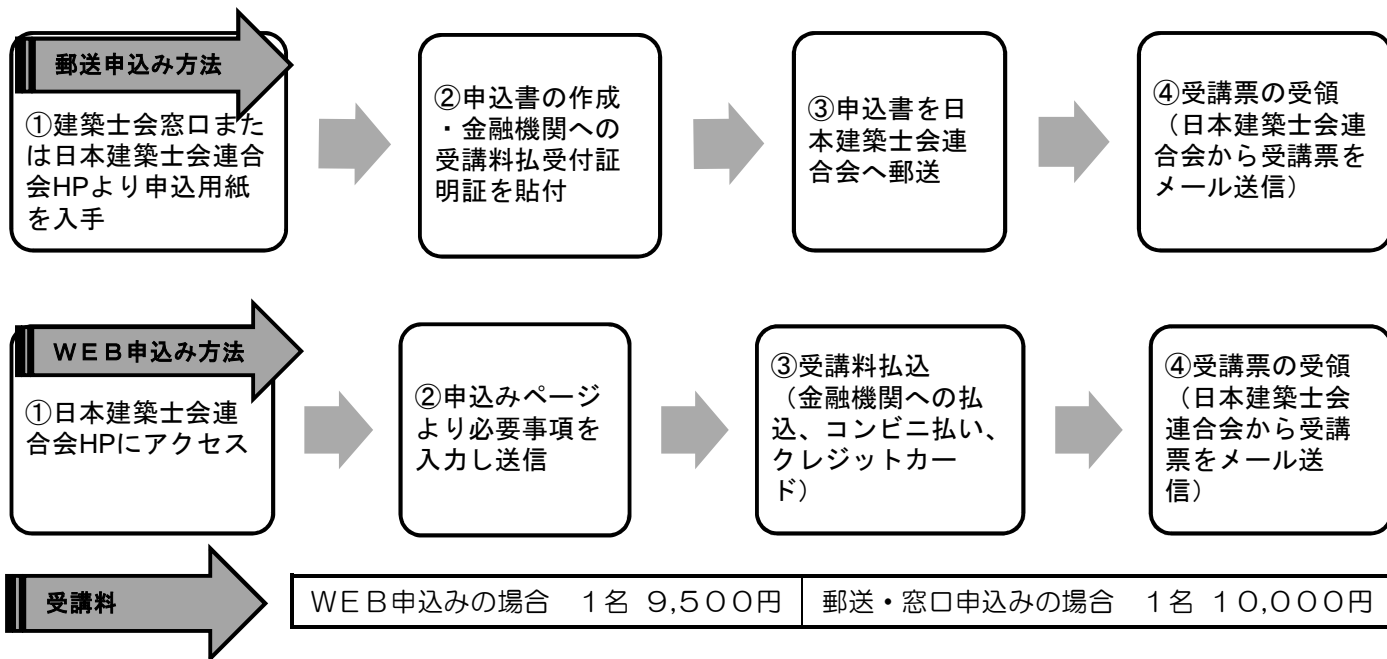 郵送申込み方法
①建築士会窓口また
は日本建築士会連合
会HPより申込用紙
を入手
②申込書の作成
・金融機関への
受講料払受付証
明証を貼付
③申込書を日
本建築士会連
合会へ郵送
④受講票の受領
（日本建築士会連
合会から受講票を
メール送信）
ＷＥＢ申込み方法
①日本建築士会連
合会HPにアクセス
②申込みページ
より必要事項を
入力し送信
③受講料払込
（金融機関への払
込、コンビニ払い、
クレジットカー
ド）
④受講票の受領
（日本建築士会
連合会から受講
票をメール送
信）
受講料
ＷＥＢ申込みの場合　１名 ９,５００円
郵送・窓口申込みの場合　１名 １０,０００円